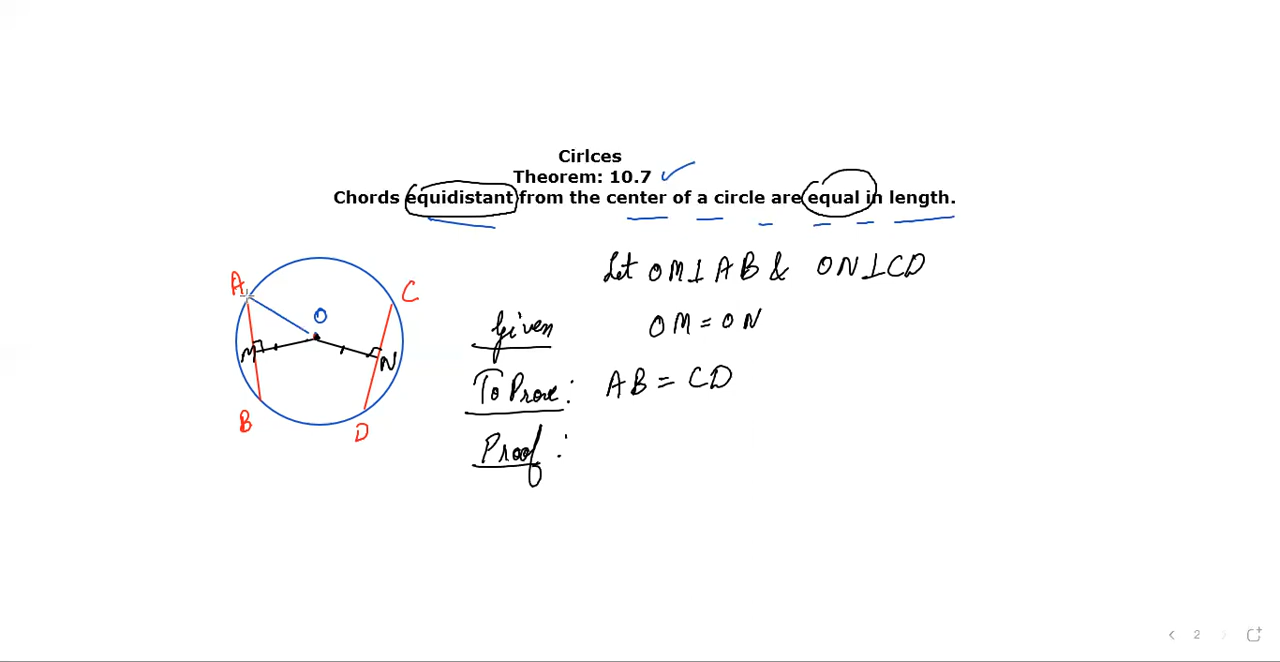 Cirlces
Theorem: 10.7
Chords equidistant from the center of a circle are equal in length.
Let OM⊥AB & ON⊥CD
Given OM = ON
To Prove: AB = CD
Proof:
A
C
O
M
N
B
D
2